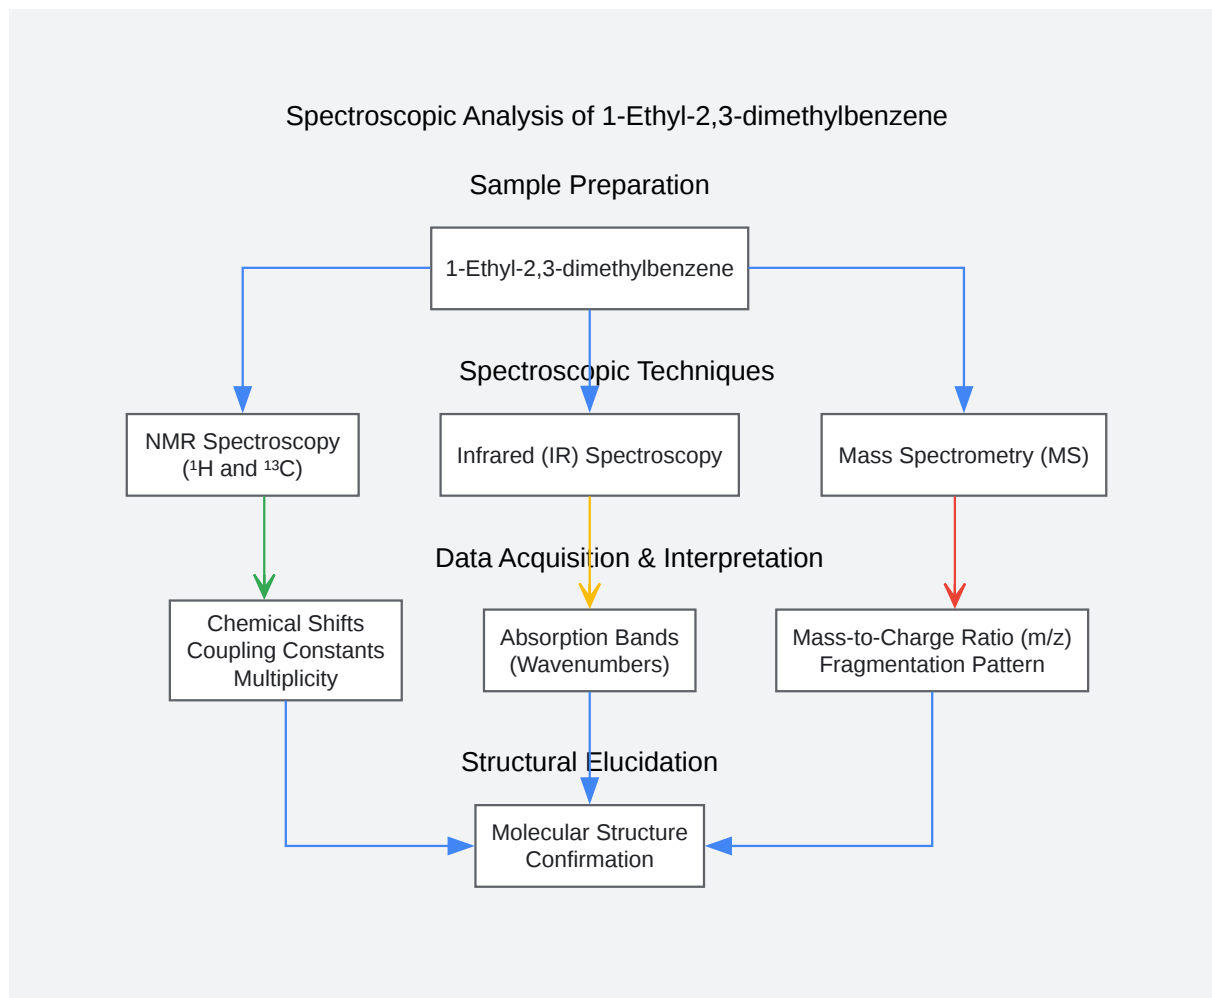 Spectroscopic Analysis of 1-Ethyl-2,3-dimethylbenzene
Sample Preparation
1-Ethyl-2,3-dimethylbenzene
Spectroscopic Techniques
NMR Spectroscopy
(¹H and ¹³C)
Infrared (IR) Spectroscopy
Mass Spectrometry (MS)
Data Acquisition & Interpretation
Chemical Shifts
Coupling Constants
Multiplicity
Absorption Bands
(Wavenumbers)
Mass-to-Charge Ratio (m/z)
Fragmentation Pattern
Structural Elucidation
Molecular Structure
Confirmation